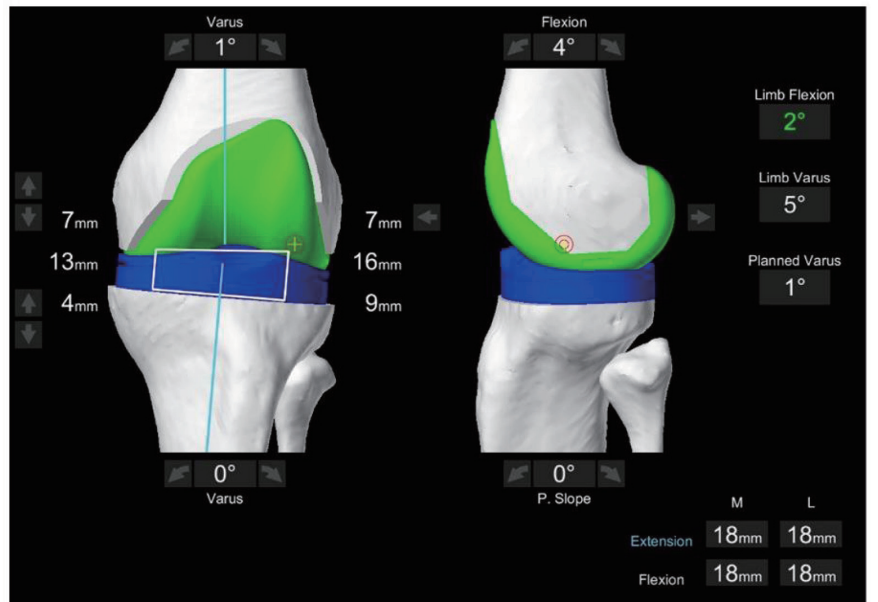 Varus
1°
Flexion
4°
Limb Flexion
2°
Limb Varus
5°
Planned Varus
1°
7mm 7mm
13mm 16mm
4mm 9mm
0°
Varus
0°
P. Slope
M L
Extension 18mm 18mm
Flexion 18mm 18mm